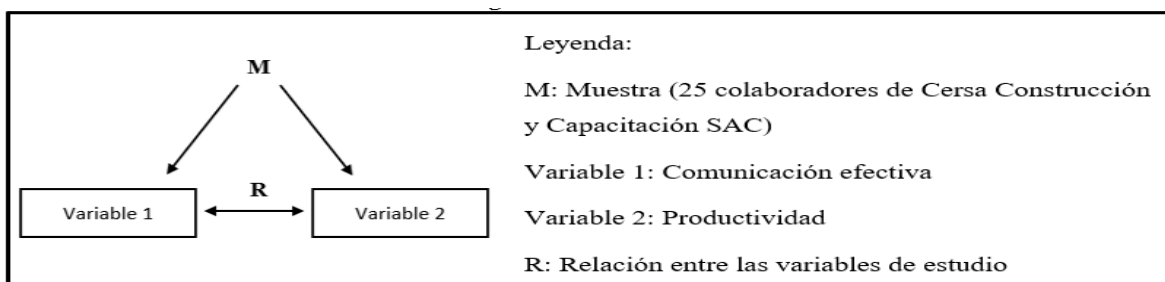 M
R
Variable 1
Variable 2
Leyenda:
M: Muestra (25 colaboradores de Cersa Construcción
y Capacitación SAC)
Variable 1: Comunicación efectiva
Variable 2: Productividad
R: Relación entre las variables de estudio